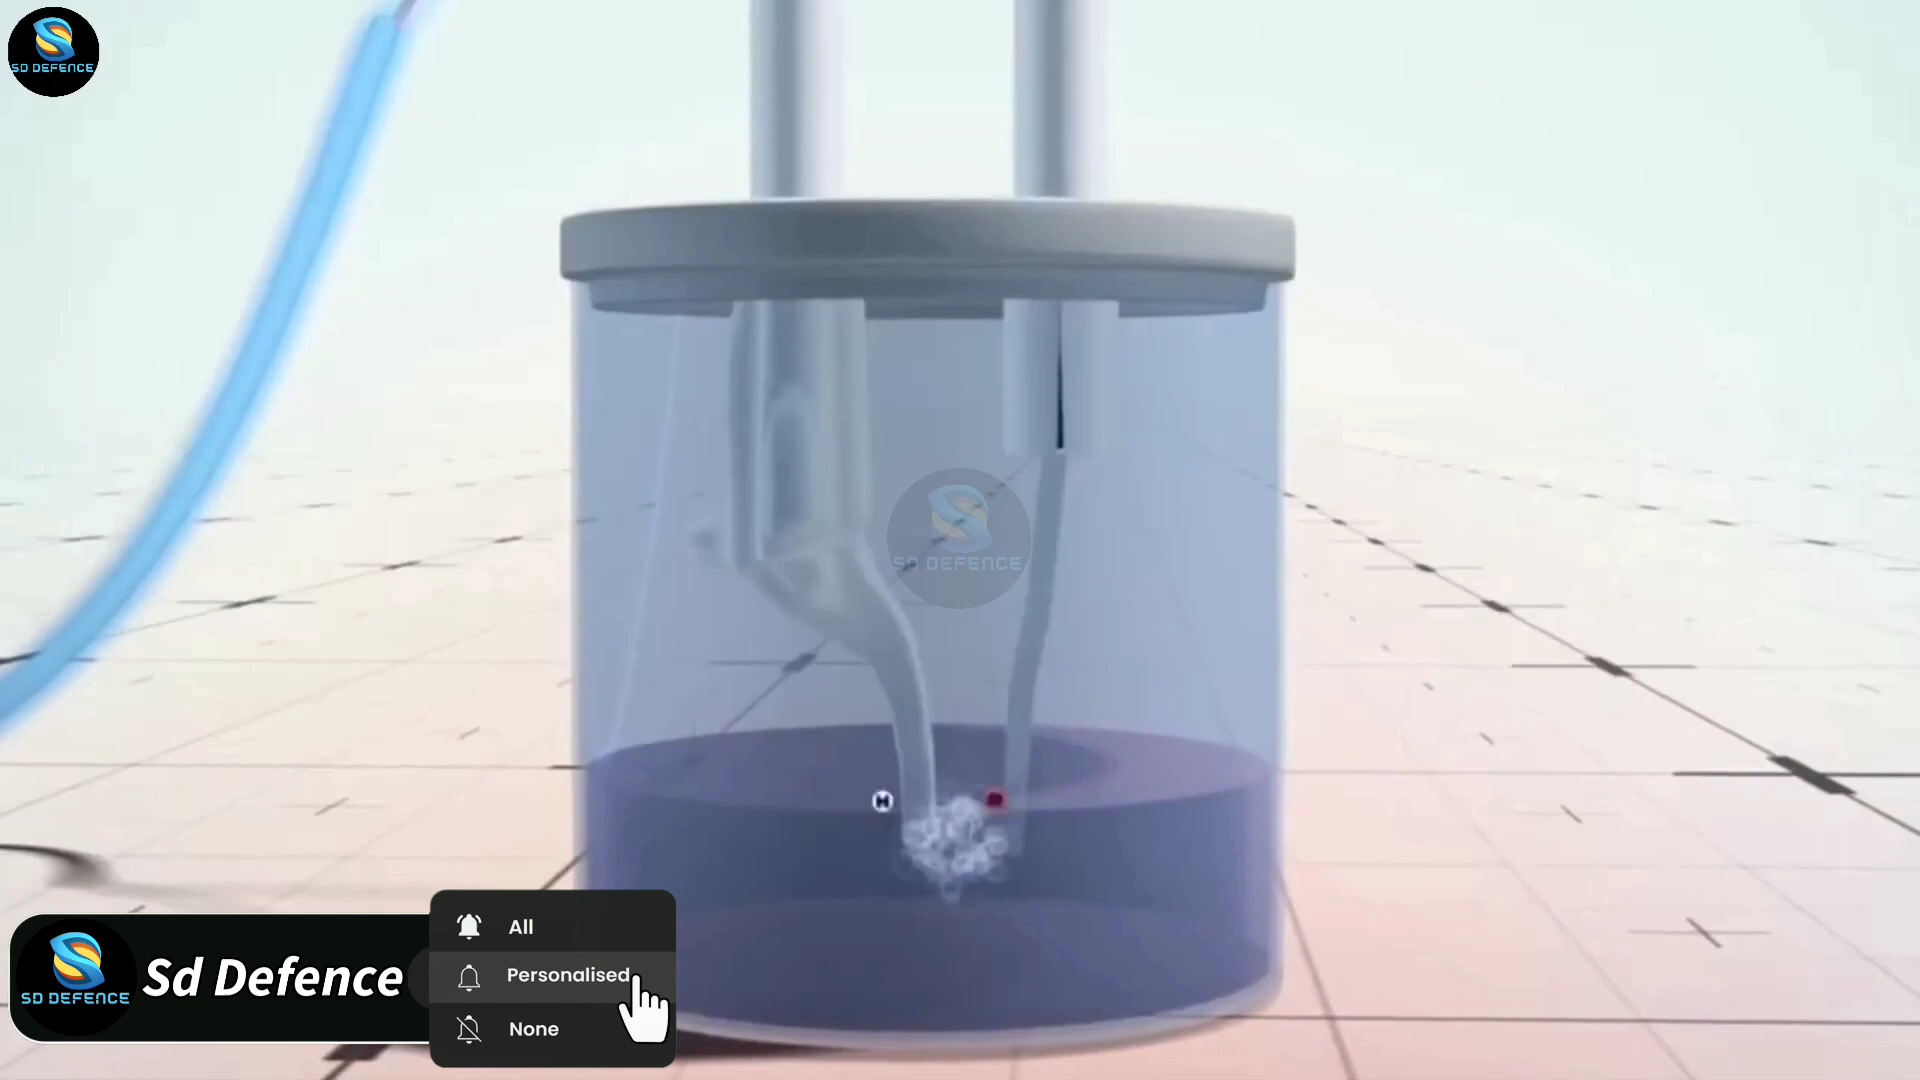 SD DEFENCE
SD DEFENCE
H
SD DEFENCE
Sd Defence
All
Personalised
None